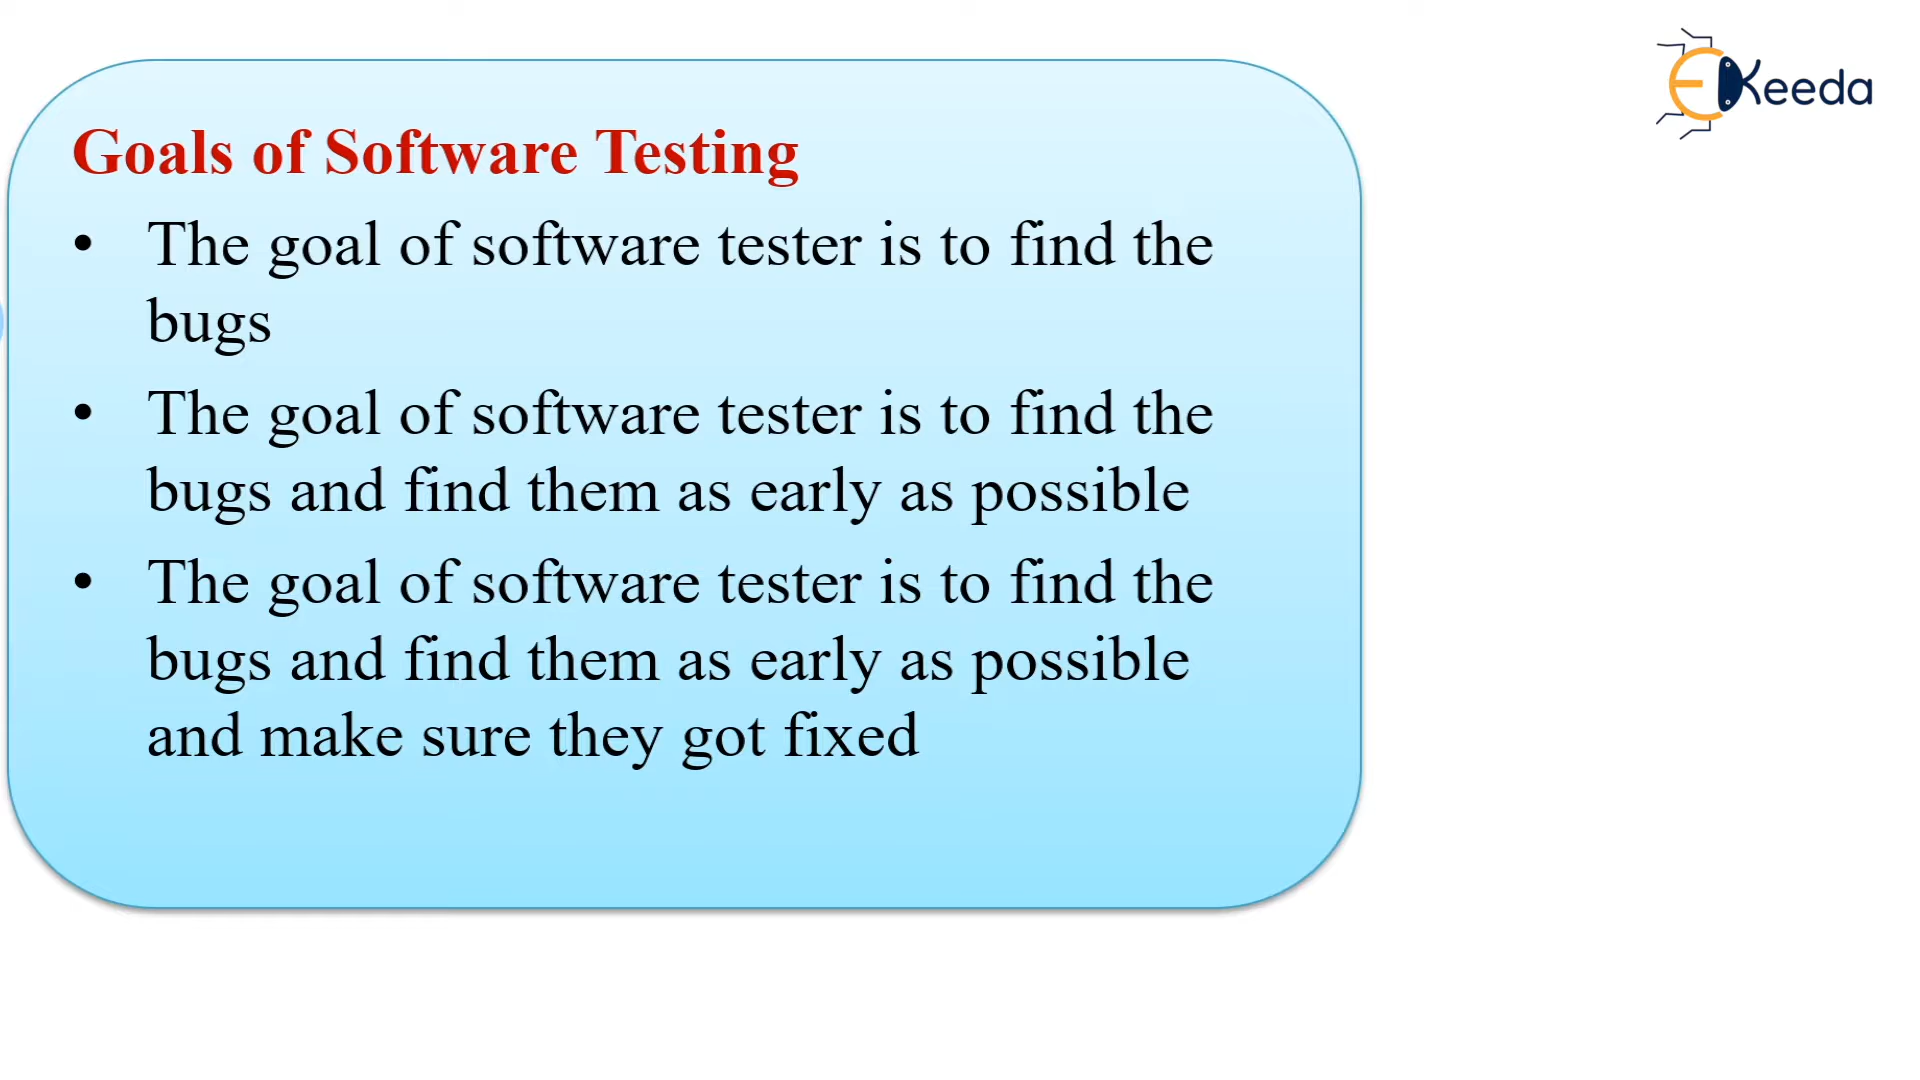 Goals of Software Testing
• The goal of software tester is to find the
bugs
• The goal of software tester is to find the
bugs and find them as early as possible
• The goal of software tester is to find the
bugs and find them as early as possible
and make sure they got fixed
EKeeda